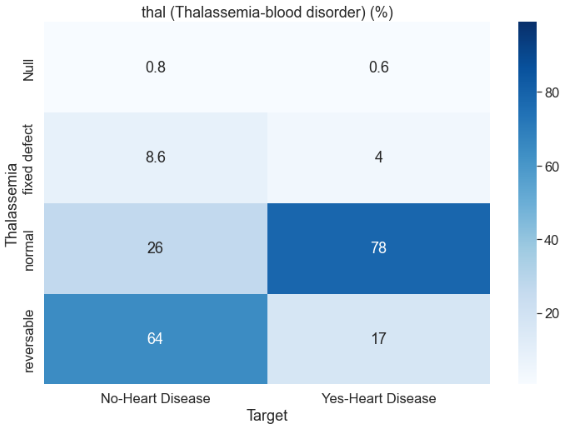 thal (Thalassemia-blood disorder) (%)
Thalassemia
Null
0.8
0.6
fixed defect
8.6
4
normal
26
78
reversable
64
17
No-Heart Disease
Yes-Heart Disease
Target
80
60
40
20